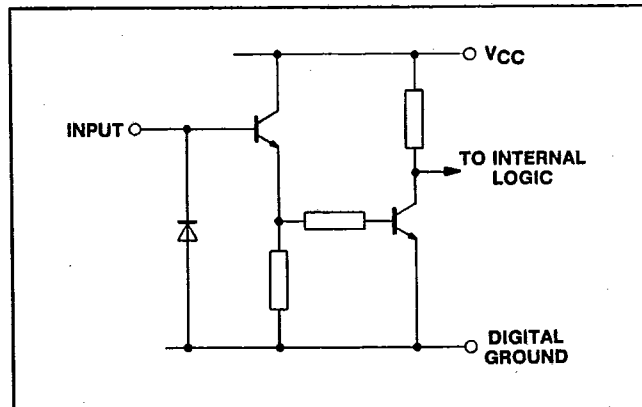 VCC
INPUT
TO INTERNAL
LOGIC
DIGITAL
GROUND